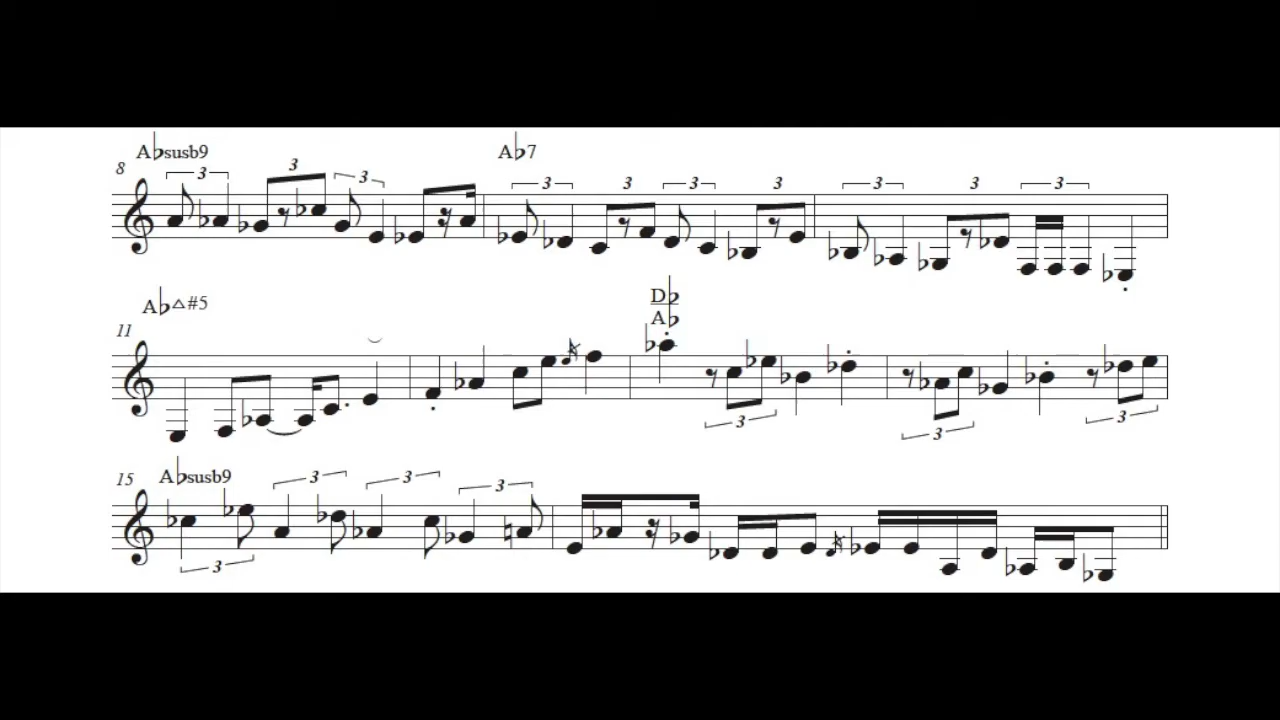 A♭susb9 A♭7
8 3 3 3 3 3 3 3 3 3 3
A♭△#5 D♭
A♭
11 3 3 3
15 A♭susb9 3 3 3
3